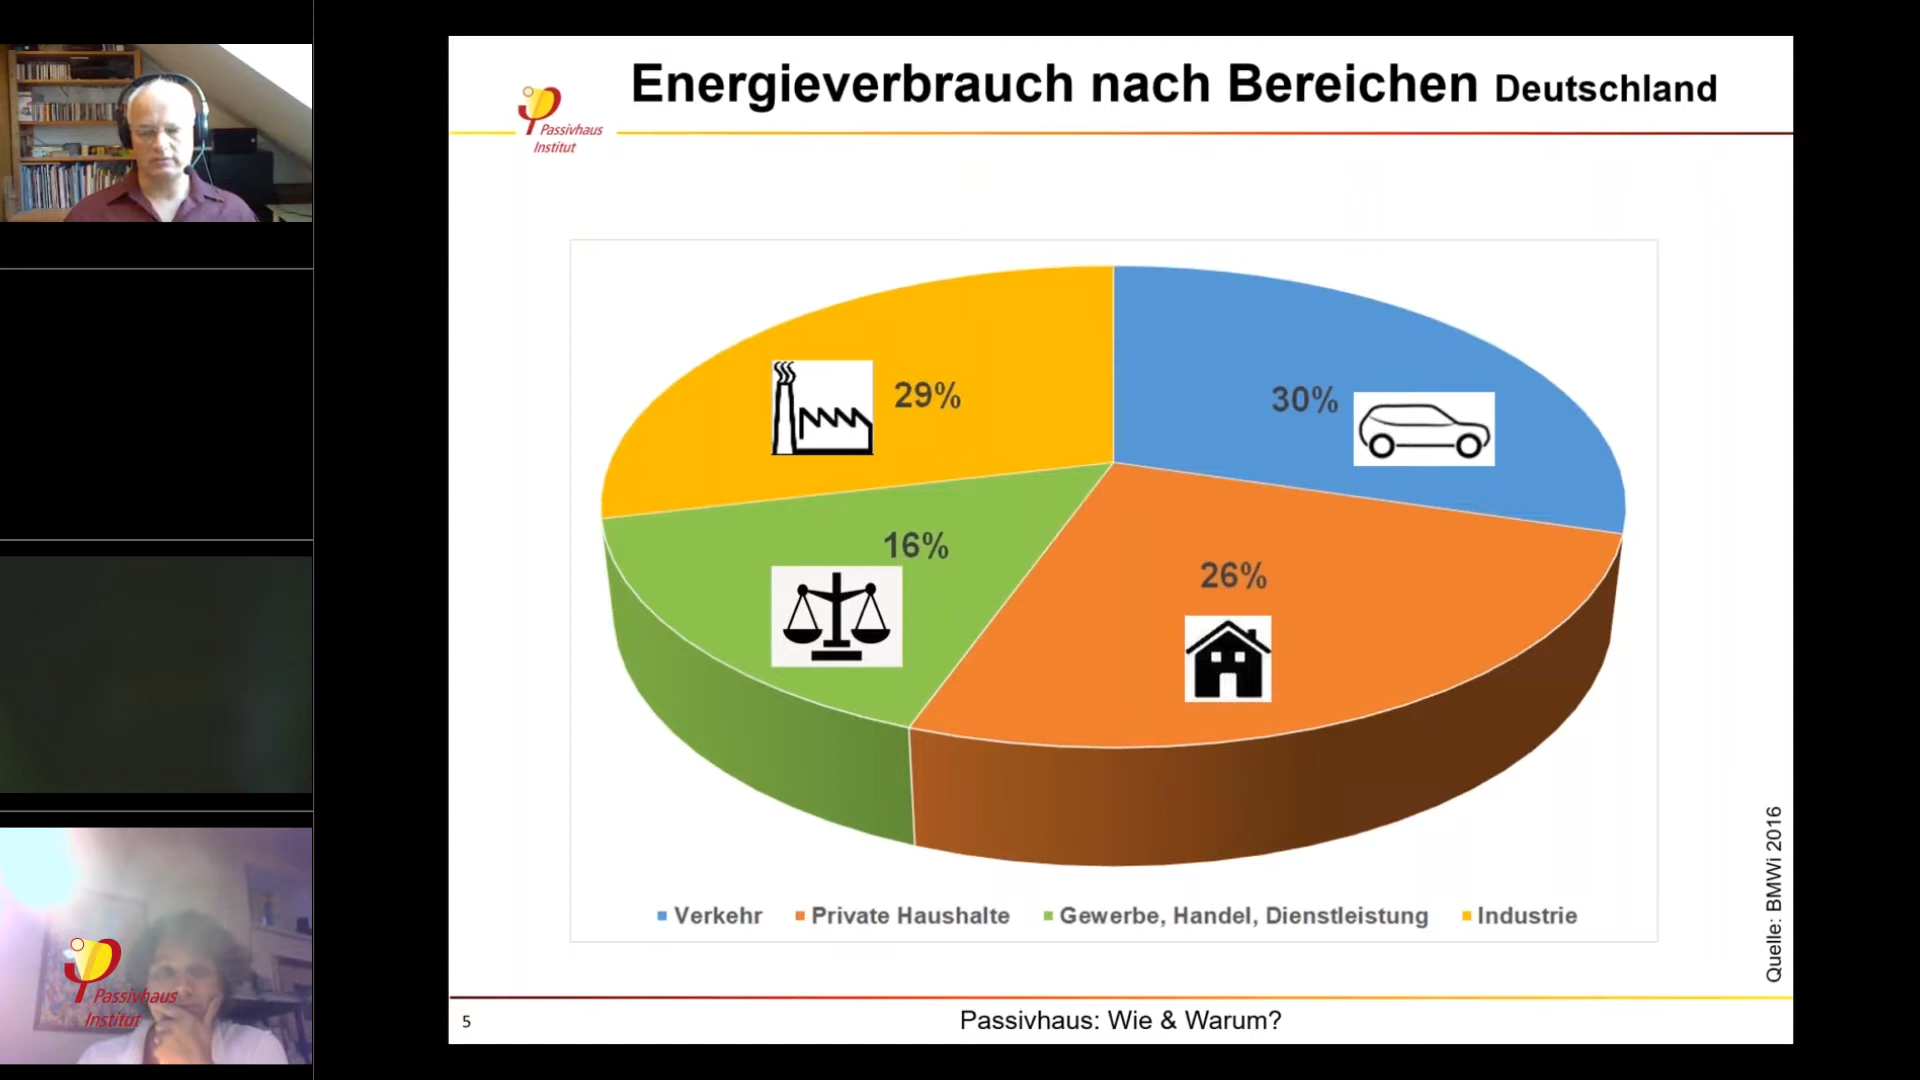 Energieverbrauch nach Bereichen Deutschland
Passivhaus
Institut
29%
30%
16%
26%
Verkehr
Private Haushalte
Gewerbe, Handel, Dienstleistung
Industrie
Quelle: BMWi 2016
5
Passivhaus: Wie & Warum?
Passivhaus
Institut